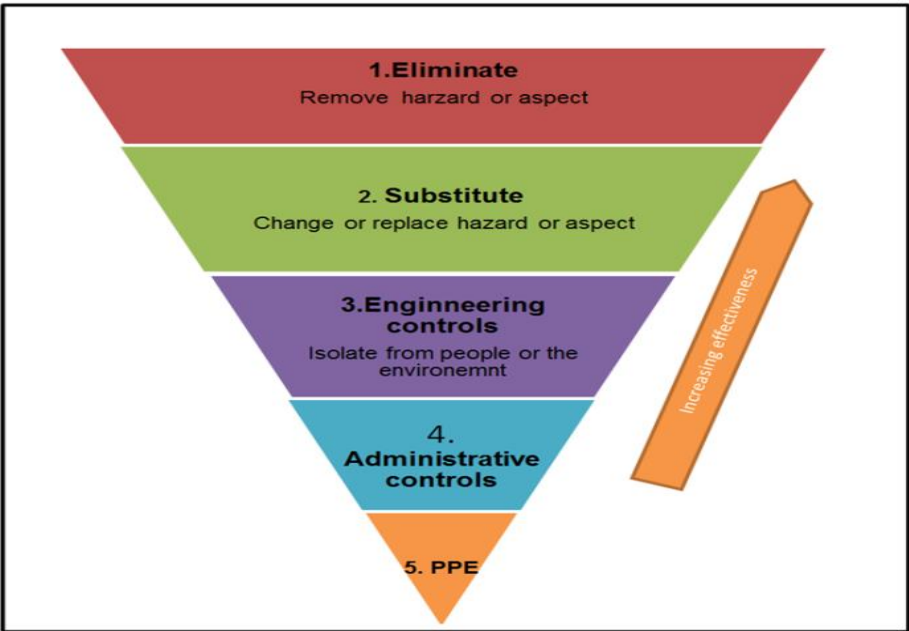 1.Eliminate
Remove harzard or aspect
2. Substitute
Change or replace hazard or aspect
3.Enginneering
controls
Isolate from people or the
environemnt
4.
Administrative
controls
5. PPE
Increasing effectiveness